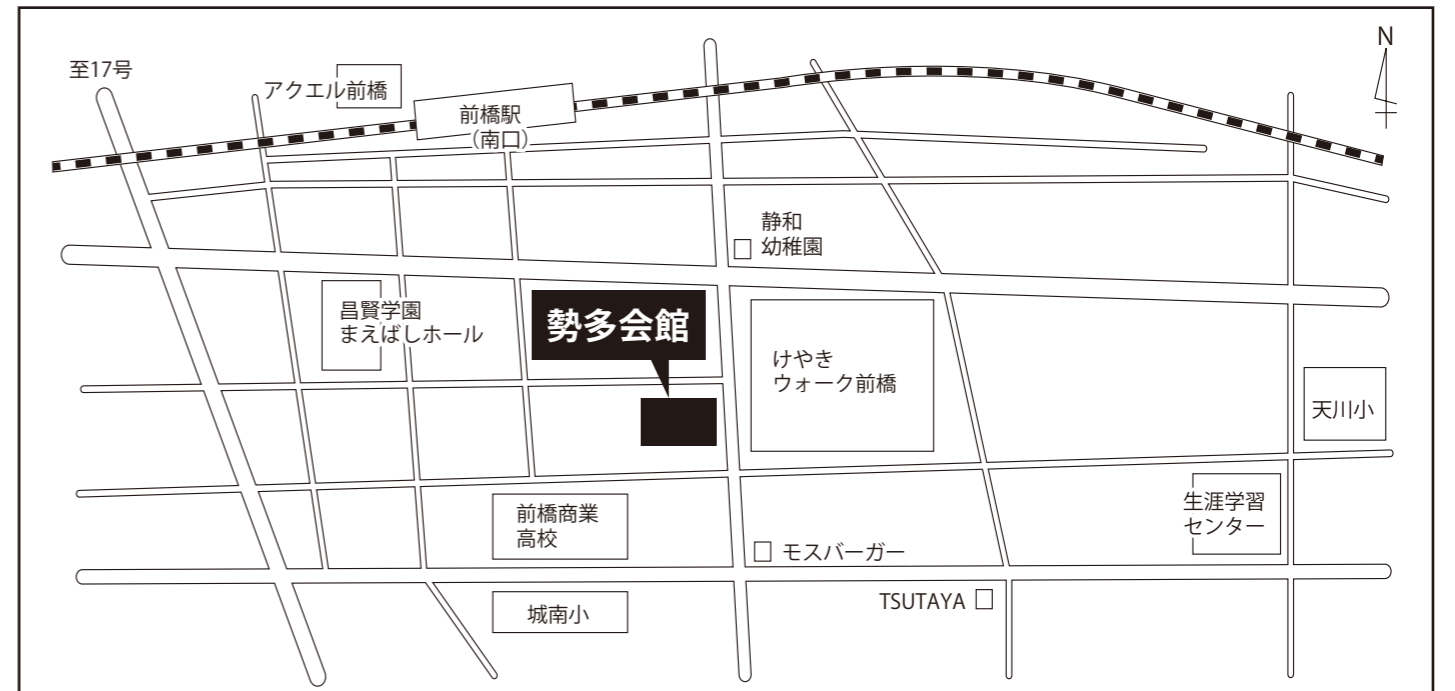 N
至17号
アクエル前橋
前橋駅
（南口）
静和
幼稚園
昌賢学園
まえばしホール
勢多会館
けやき
ウォーク前橋
天川小
前橋商業
高校
生涯学習
センター
モスバーガー
城南小
TSUTAYA